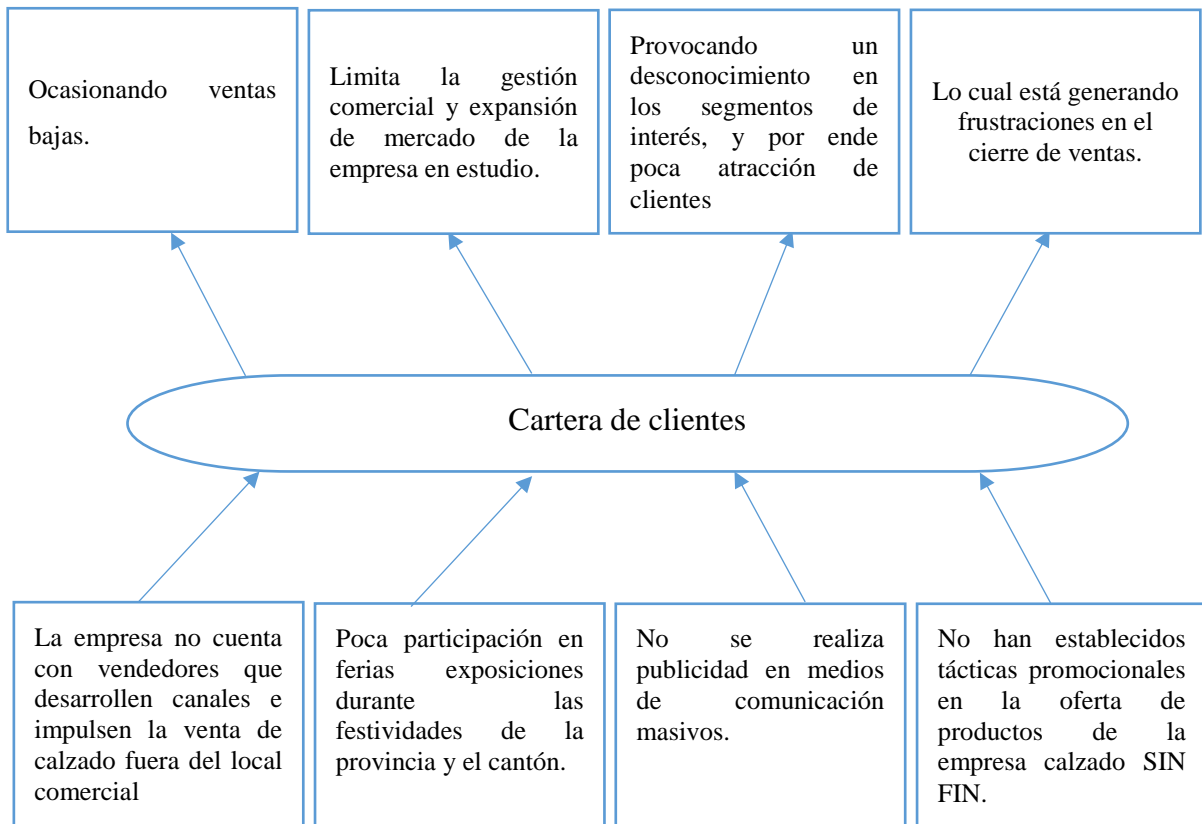 Ocasionando ventas
bajas.
Limita la gestión
comercial y expansión
de mercado de la
empresa en estudio.
Provocando un
desconocimiento en
los segmentos de
interés, y por ende
poca atracción de
clientes
Lo cual está generando
frustraciones en el
cierre de ventas.
Cartera de clientes
La empresa no cuenta
con vendedores que
desarrollen canales e
impulsen la venta de
calzado fuera del local
comercial
Poca participación en
ferias exposiciones
durante las
festividades de la
provincia y el cantón.
No se realiza
publicidad en medios
de comunicación
masivos.
No han establecidos
tácticas promocionales
en la oferta de
productos de la
empresa calzado SIN
FIN.